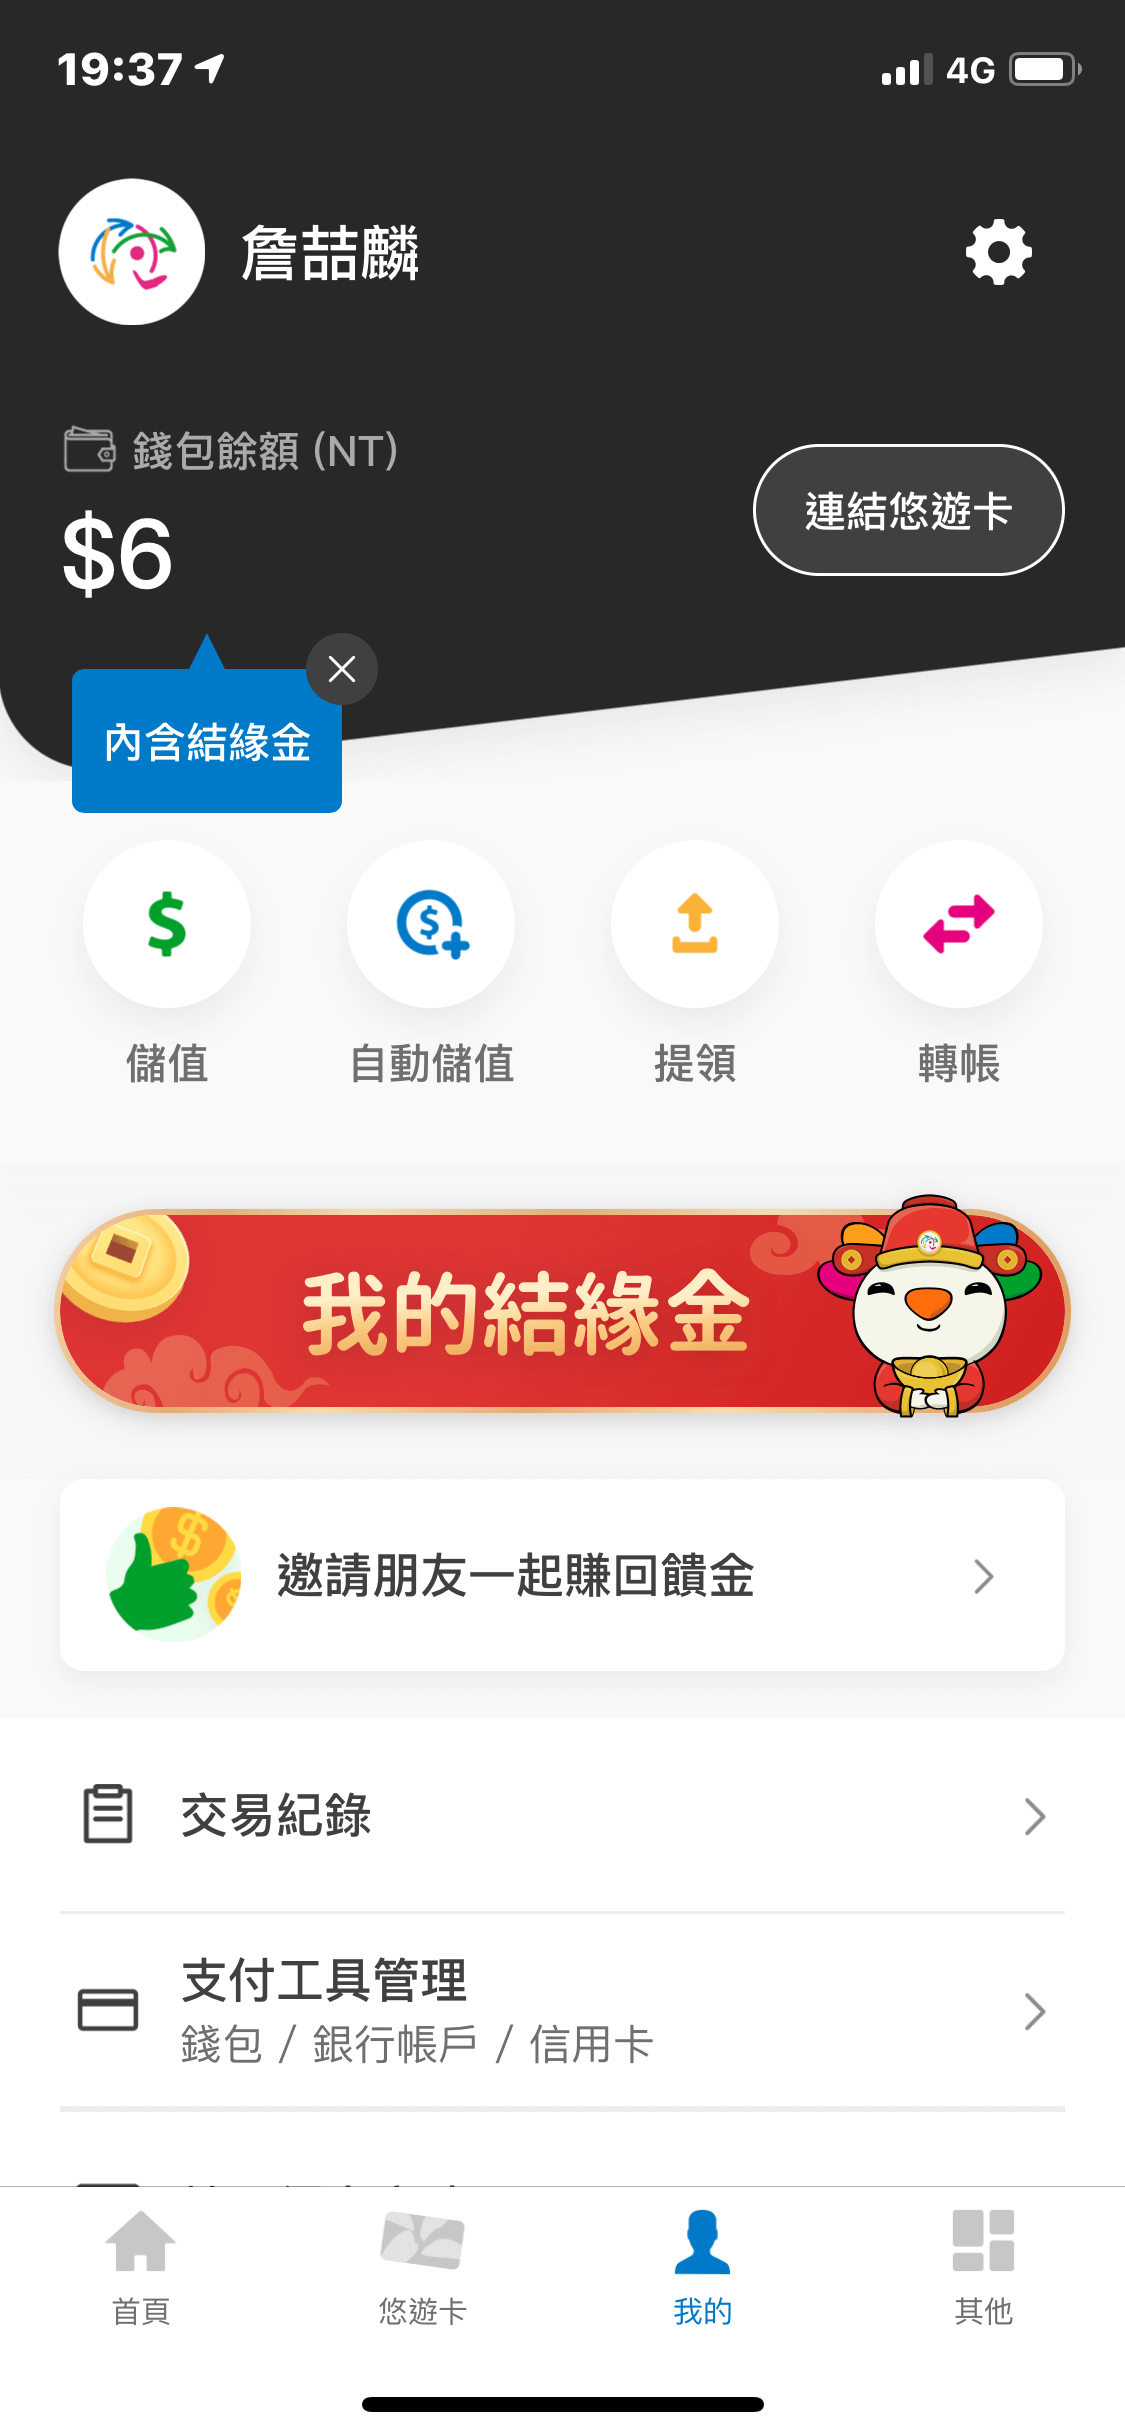 19:37
4G
詹喆麟
錢包餘額 (NT)
$6
連結悠遊卡
內含結緣金
儲值
自動儲值
提領
轉帳
我的結緣金
邀請朋友一起賺回饋金
交易紀錄
支付工具管理
錢包 / 銀行帳戶 / 信用卡
首頁
悠遊卡
我的
其他